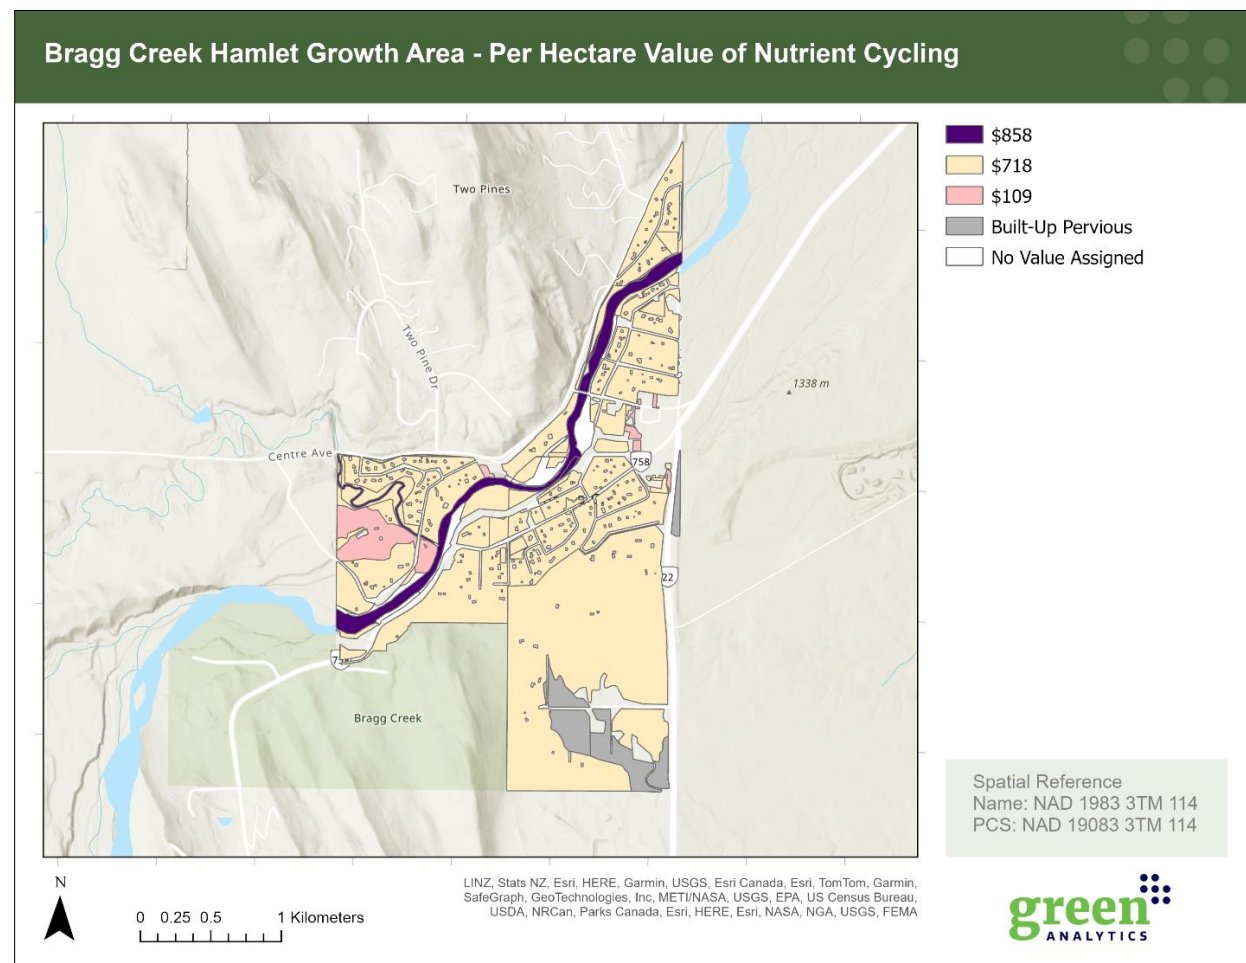 Bragg Creek Hamlet Growth Area - Per Hectare Value of Nutrient Cycling
$858
$718
$109
Built-Up Pervious
No Value Assigned
Two Pines
Two Pine Dr
1338 m
Centre Ave
758
22
Bragg Creek
Spatial Reference
Name: NAD 1983 3TM 114
PCS: NAD 19083 3TM 114
N
0 0.25 0.5 1 Kilometers
LINZ, Stats NZ, Esri, HERE, Garmin, USGS, Esri Canada, Esri, TomTom, Garmin,
SafeGraph, GeoTechnologies, Inc, METI/NASA, USGS, EPA, US Census Bureau,
USDA, NRCan, Parks Canada, Esri, HERE, Esri, NASA, NGA, USGS, FEMA
green
ANALYTICS